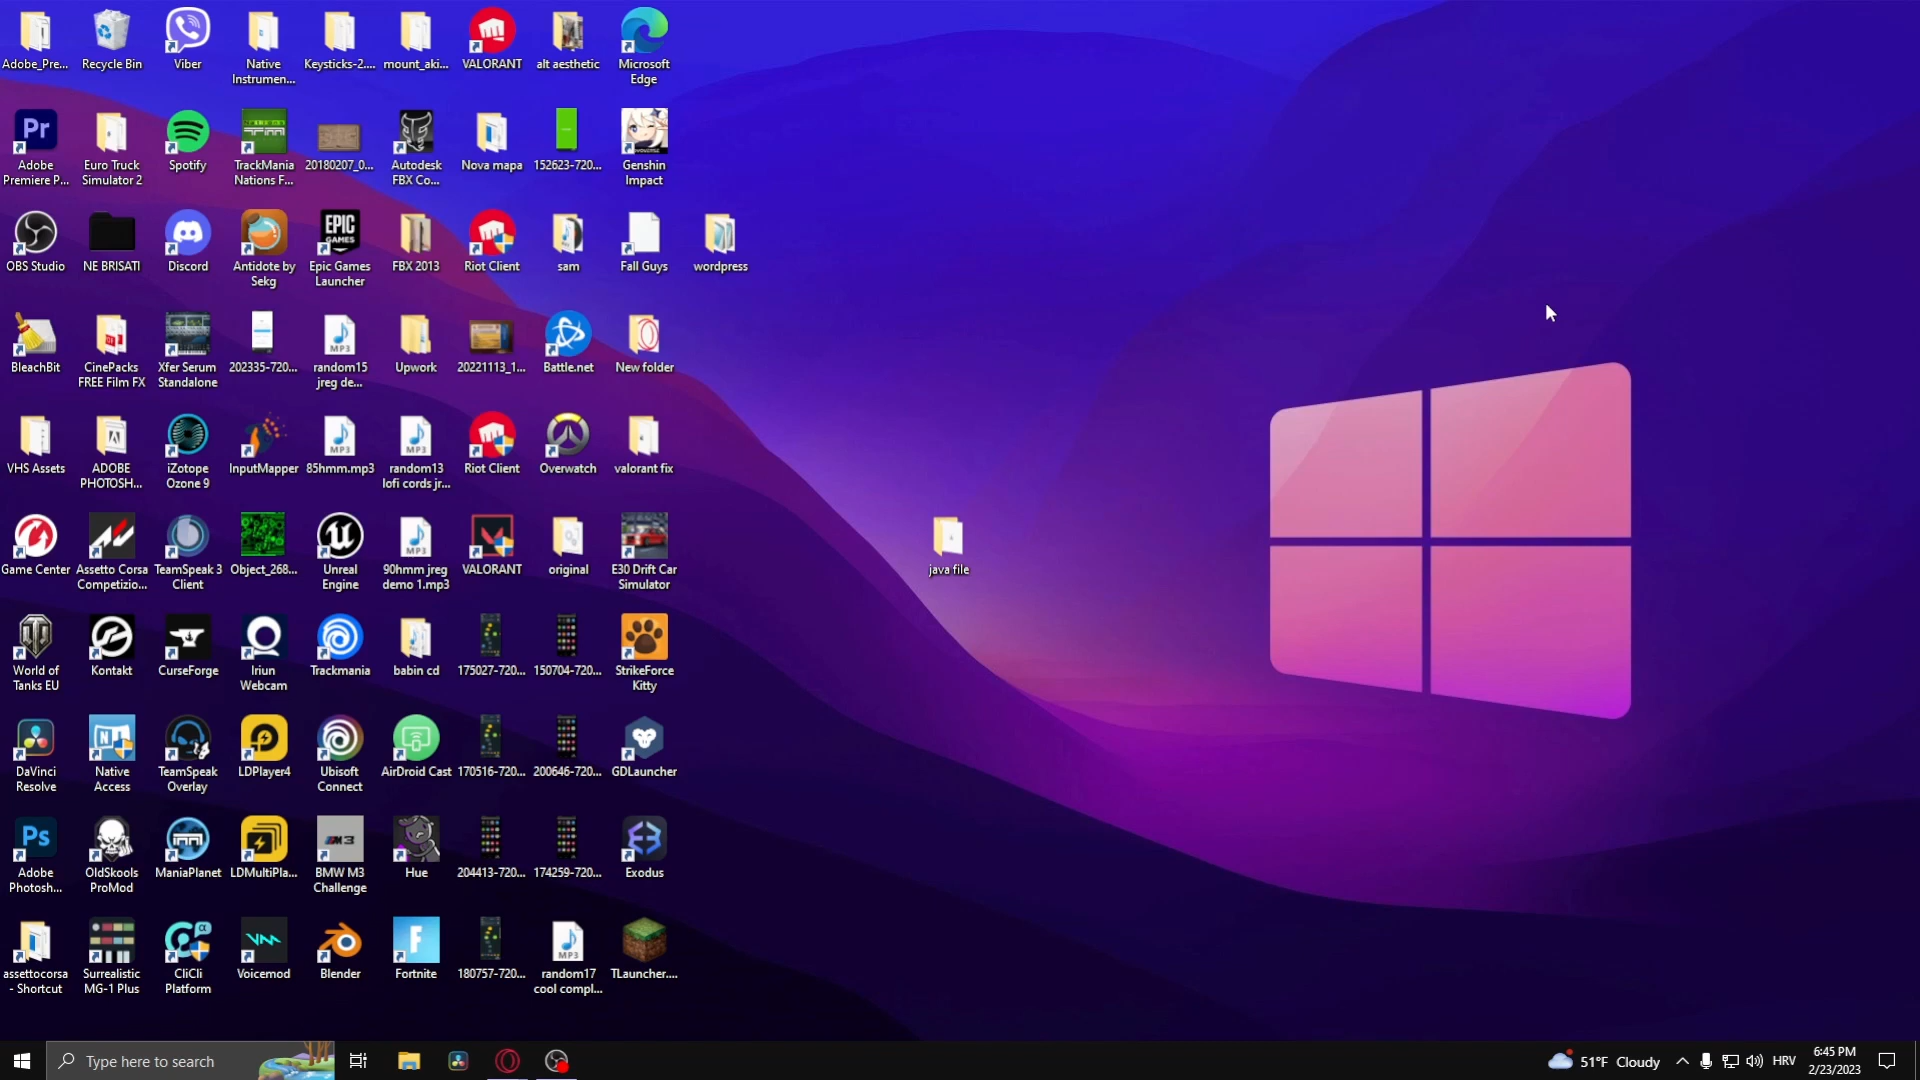 Adobe_Pre...
Recycle Bin
Viber
Native
Instrumen...
Keysticks-2....
mount_aki...
VALORANT
alt aesthetic
Microsoft
Edge
Pr
Adobe
Premiere P...
Euro Truck
Simulator 2
Spotify
TrackMania
Nations F...
20180207_0...
Autodesk
FBX Co...
Nova mapa
152623-720...
Genshin
Impact
OBS Studio
NE BRISATI
Discord
Antidote by
Sekg
EPIC
GAMES
Epic Games
Launcher
FBX 2013
Riot Client
sam
Fall Guys
wordpress
BleachBit
CinePacks
FREE Film FX
Xfer Serum
Standalone
202335-720...
MP3
random15
jreg de...
Upwork
20221113_1...
Battle.net
New folder
VHS Assets
ADOBE
PHOTOSH...
iZotope
Ozone 9
InputMapper
MP3
85hmm.mp3
MP3
random13
lofi cords jr...
Riot Client
Overwatch
valorant fix
Game Center
Assetto Corsa
Competizio...
TeamSpeak 3
Client
Object_268...
Unreal
Engine
MP3
90hmm jreg
demo 1.mp3
VALORANT
original
E30 Drift Car
Simulator
java file
World of
Tanks EU
Kontakt
CurseForge
Iriun
Webcam
Trackmania
babin cd
175027-720...
150704-720...
StrikeForce
Kitty
DaVinci
Resolve
Native
Access
TeamSpeak
Overlay
LDPlayer4
Ubisoft
Connect
AirDroid Cast
170516-720...
200646-720...
GDLauncher
Ps
Adobe
Photosh...
OldSkools
ProMod
ManiaPlanet
LDMultiPla...
BMW M3
Challenge
Hue
204413-720...
174259-720...
Exodus
assettocorsa
- Shortcut
Surrealistic
MG-1 Plus
CliCli
Platform
Voicemod
Blender
Fortnite
180757-720...
MP3
random17
cool compl...
TLauncher....
Type here to search
51°F Cloudy
HRV
6:45 PM
2/23/2023